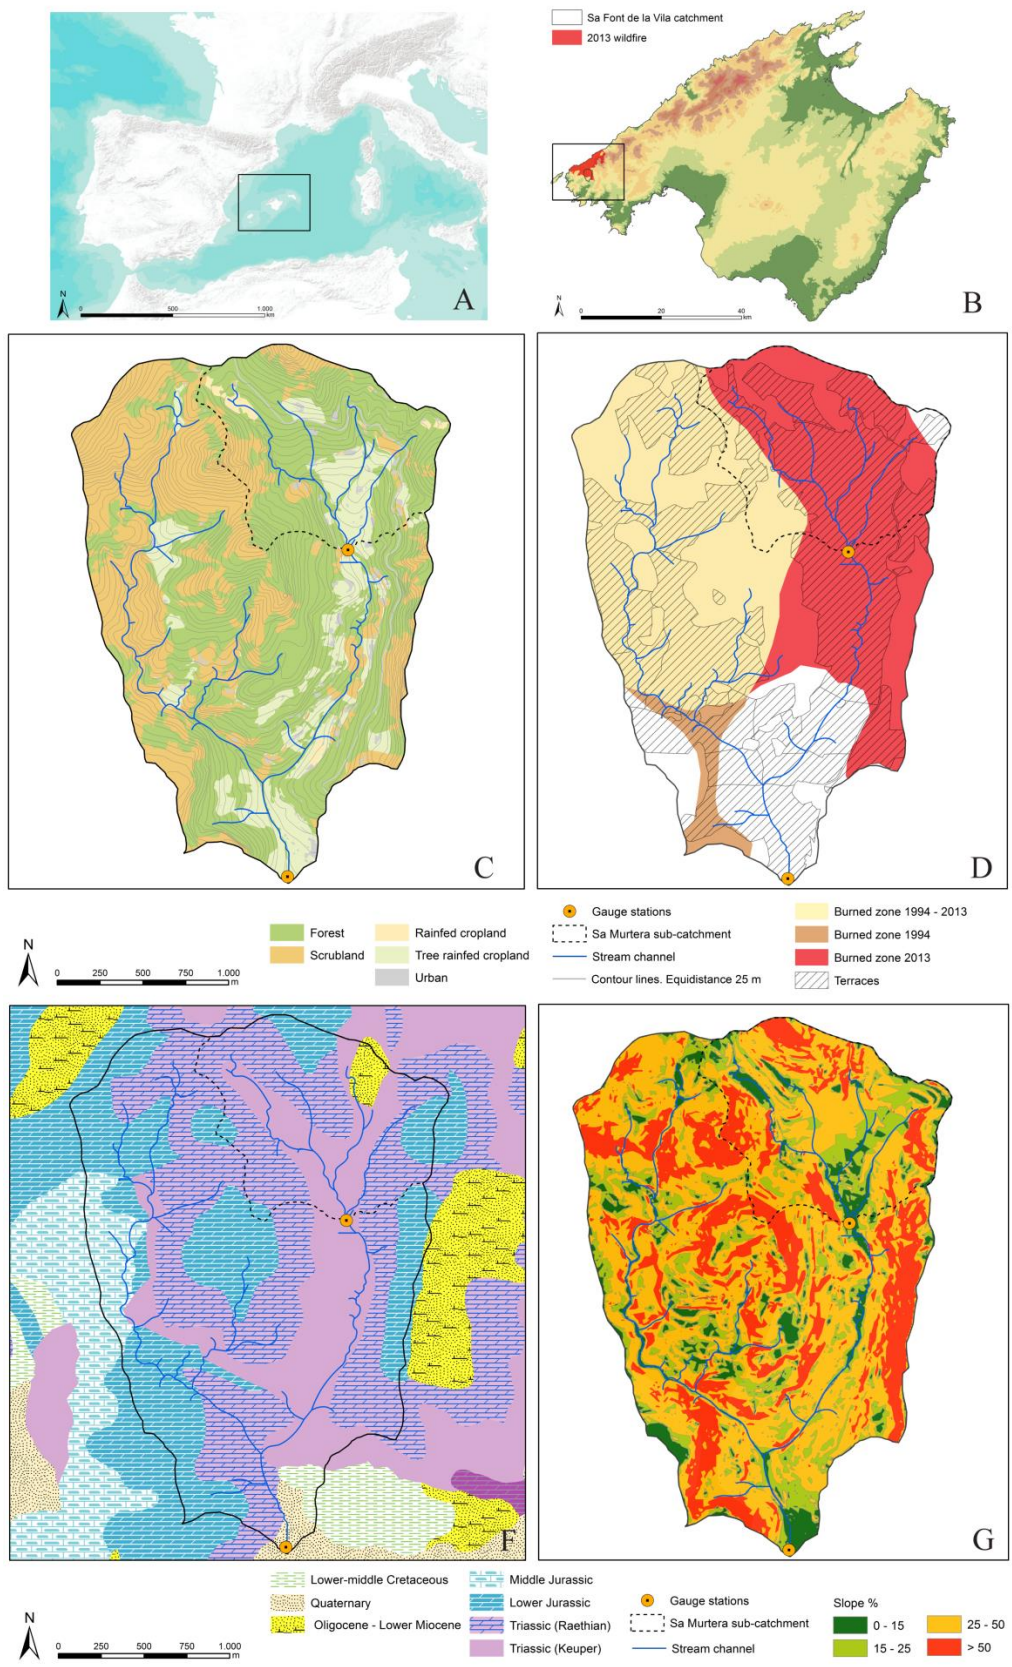 Sa Font de la Vila catchment
2013 wildfire
N
0 500 1.000
km
A
N
0 20 40
km
B
C
D
N
0 250 500 750 1.000
m
Forest
Scrubland
Rainfed cropland
Tree rainfed cropland
Urban
Gauge stations
Sa Murtera sub-catchment
Stream channel
Contour lines. Equidistance 25 m
Burned zone 1994 - 2013
Burned zone 1994
Burned zone 2013
Terraces
F
G
N
0 250 500 750 1.000
m
Lower-middle Cretaceous
Quaternary
Oligocene - Lower Miocene
Middle Jurassic
Lower Jurassic
Triassic (Raethian)
Triassic (Keuper)
Gauge stations
Sa Murtera sub-catchment
Stream channel
Slope %
0 - 15
15 - 25
25 - 50
> 50